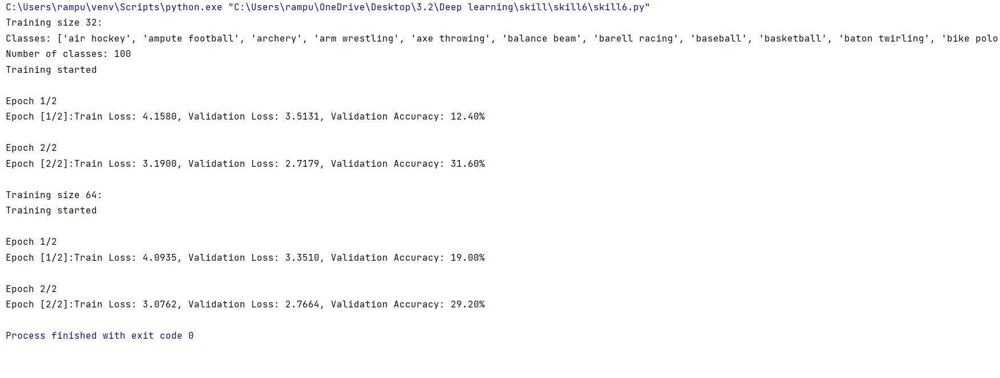 C:\Users\rampu\venv\Scripts\python.exe "C:\Users\rampu\OneDrive\Desktop\3.2\Deep learning\skill\skill6\skill6.py"
Training size 32:
Classes: ['air hockey', 'ampute football', 'archery', 'arm wrestling', 'axe throwing', 'balance beam', 'barell racing', 'baseball', 'basketball', 'baton twirling', 'bike polo
Number of classes: 100
Training started
Epoch 1/2
Epoch [1/2]:Train Loss: 4.1580, Validation Loss: 3.5131, Validation Accuracy: 12.40%
Epoch 2/2
Epoch [2/2]:Train Loss: 3.1900, Validation Loss: 2.7179, Validation Accuracy: 31.60%
Training size 64:
Training started
Epoch 1/2
Epoch [1/2]:Train Loss: 4.0935, Validation Loss: 3.3510, Validation Accuracy: 19.00%
Epoch 2/2
Epoch [2/2]:Train Loss: 3.0762, Validation Loss: 2.7664, Validation Accuracy: 29.20%
Process finished with exit code 0